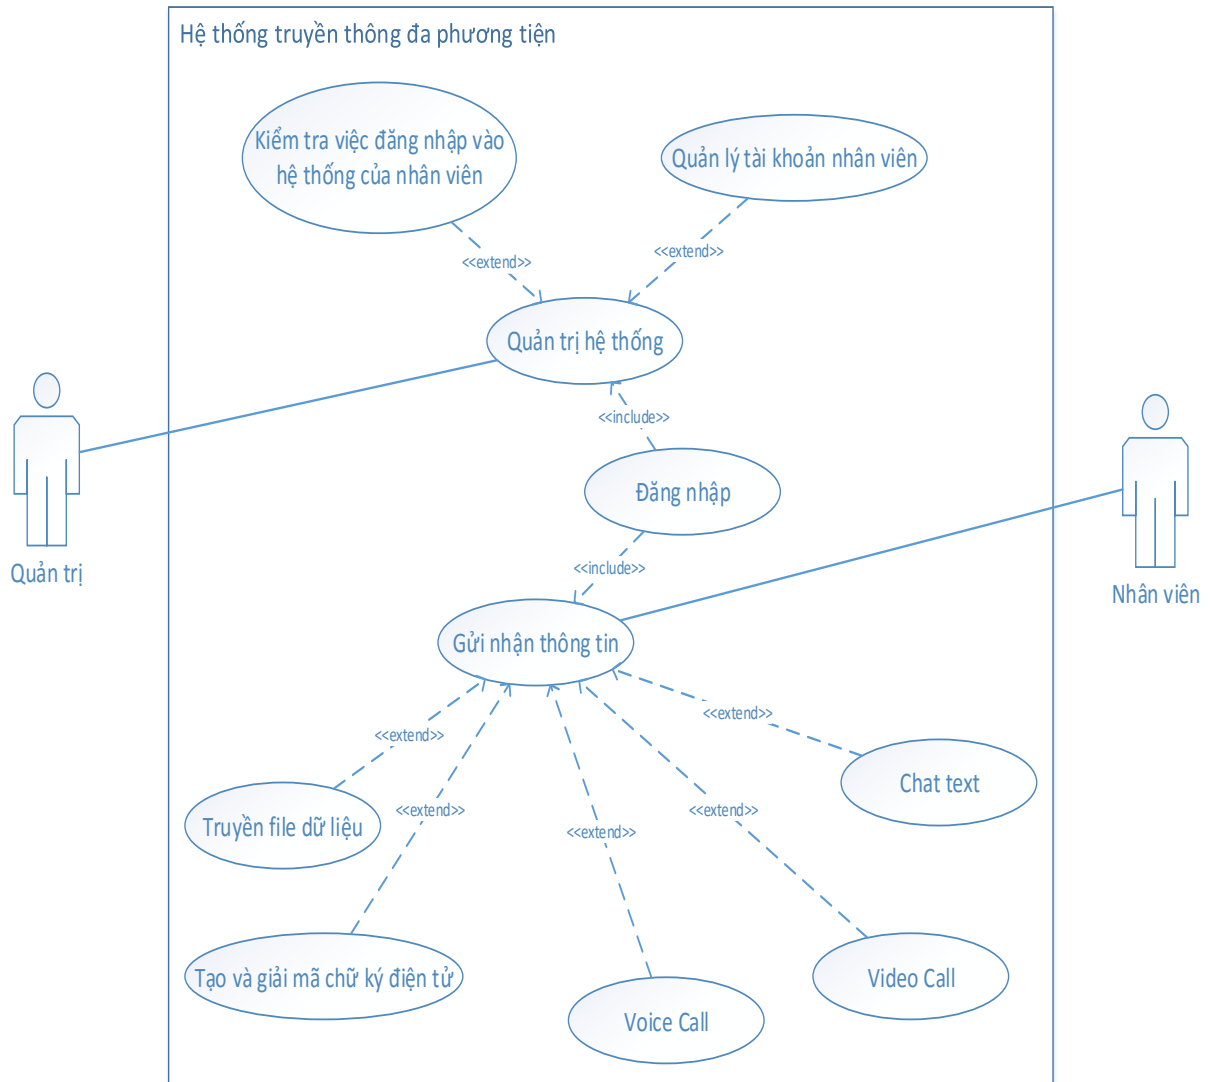 Hệ thống truyền thông đa phương tiện
Kiểm tra việc đăng nhập vào
hệ thống của nhân viên
Quản lý tài khoản nhân viên
<<extend>>
<<extend>>
Quản trị hệ thống
<<include>>
Đăng nhập
Quản trị
<<include>>
Nhân viên
Gửi nhận thông tin
<<extend>>
<<extend>>
Chat text
<<extend>>
<<extend>>
<<extend>>
Truyền file dữ liệu
Tạo và giải mã chữ ký điện tử
Video Call
Voice Call